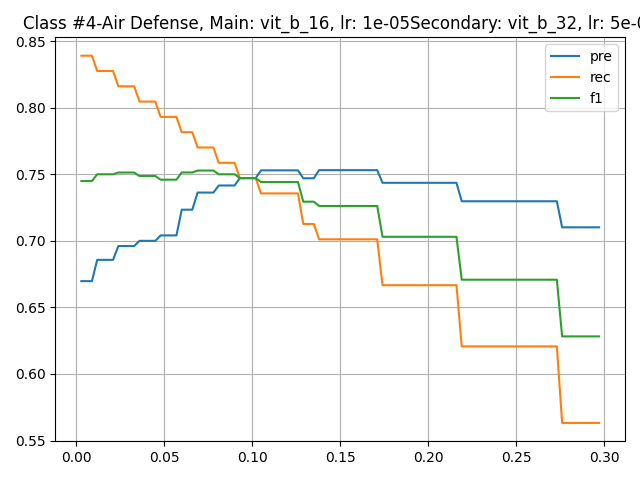 Class #4-Air Defense, Main: vit_b_16, lr: 1e-05Secondary: vit_b_32, lr: 5e-0
0.85
0.80
0.75
0.70
0.65
0.60
0.55
pre
rec
f1
0.00 0.05 0.10 0.15 0.20 0.25 0.30